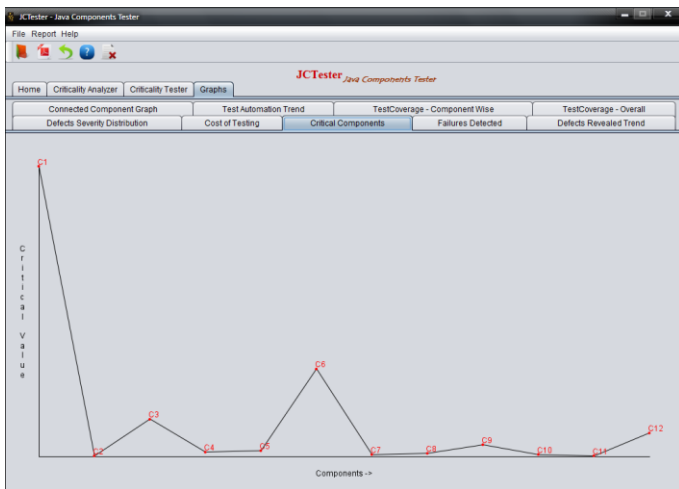 JCTester - Java Components Tester
File Report Help
JCTester Java Components Tester
Home Criticality Analyzer Criticality Tester Graphs
Connected Component Graph Test Automation Trend TestCoverage - Component Wise TestCoverage - Overall
Defects Severity Distribution Cost of Testing Critical Components Failures Detected Defects Revealed Trend
C1
Critical Value
C6
C3
C12
C9
C4
C5
C2
C7
C8
C10
C11
Components ->